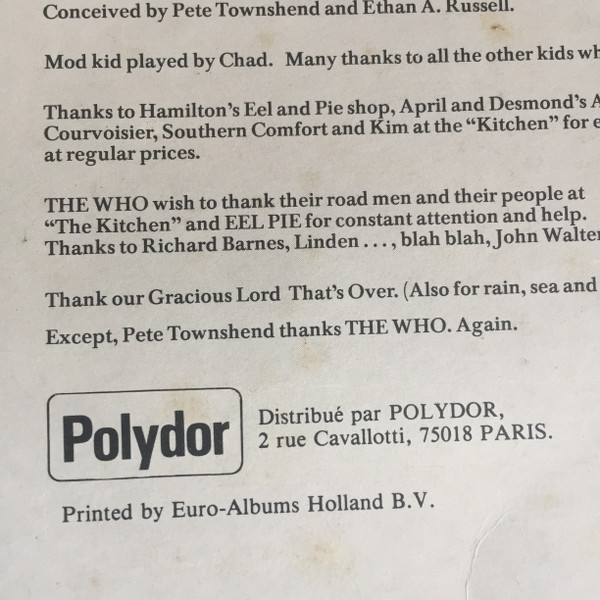 Conceived by Pete Townshend and Ethan A. Russell.
Mod kid played by Chad. Many thanks to all the other kids
Thanks to Hamilton's Eel and Pie shop, April and Desmond's
Courvoisier, Southern Comfort and Kim at the “Kitchen” for
at regular prices.
THE WHO wish to thank their road men and their people at
“The Kitchen” and EEL PIE for constant attention and help.
Thanks to Richard Barnes, Linden . . . , blah blah, John
Thank our Gracious Lord That's Over. (Also for rain, sea and
Except, Pete Townshend thanks THE WHO. Again.
Polydor
Distribué par POLYDOR,
2 rue Cavallotti, 75018 PARIS.
Printed by Euro-Albums Holland B.V.